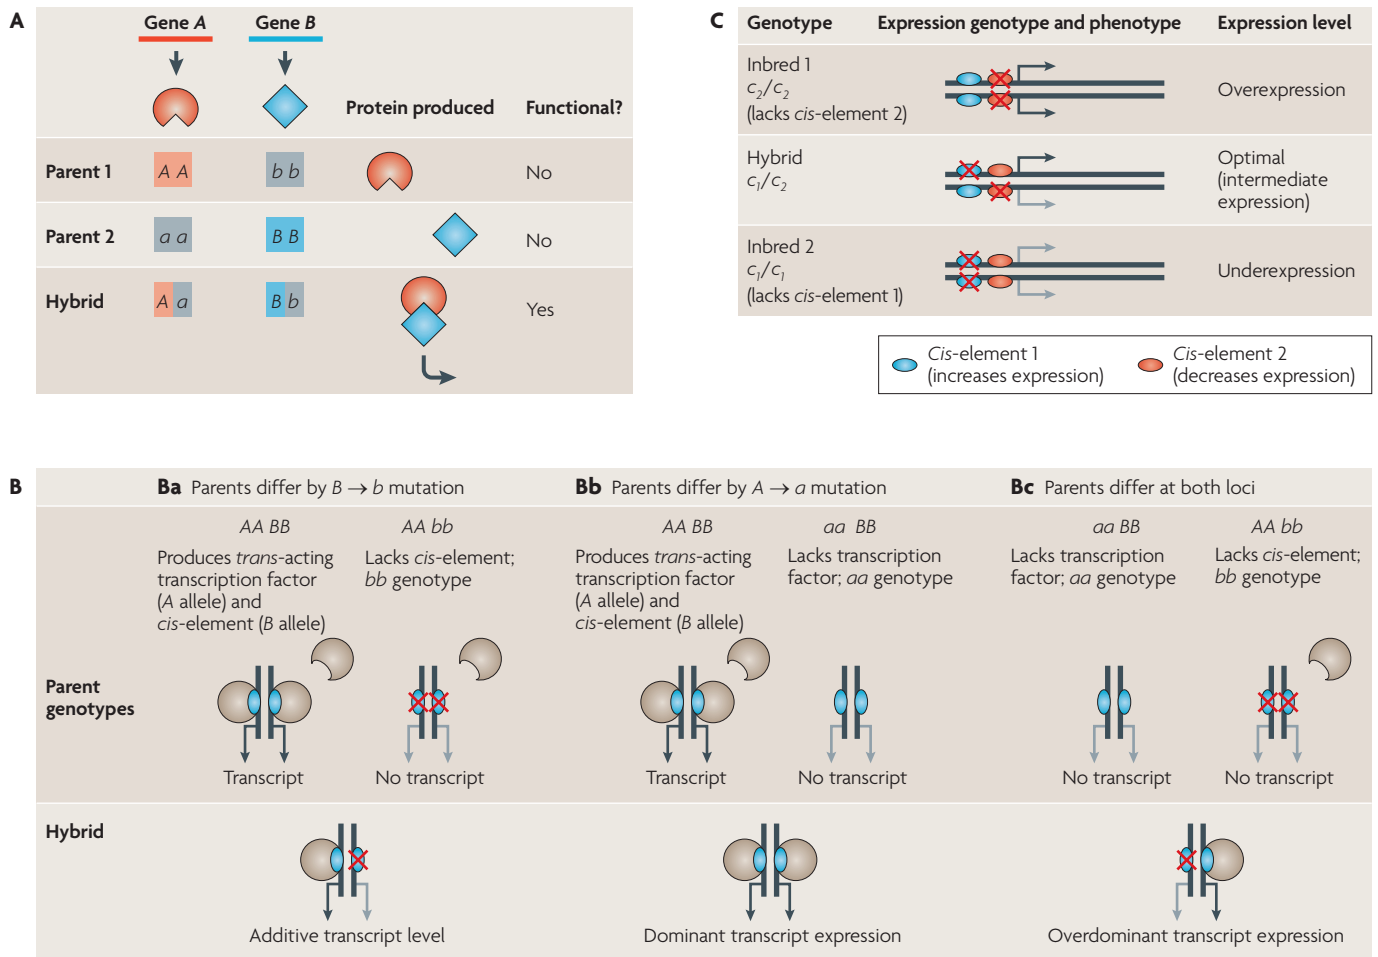 A
Gene A
Gene B
Protein produced
Functional?
Parent 1
A A
b b
No
Parent 2
a a
B B
No
Hybrid
A a
B b
Yes
C
Genotype
Expression genotype and phenotype
Expression level
Inbred 1
c2/c2
(lacks cis-element 2)
Overexpression
Hybrid
c1/c2
Optimal
(intermediate
expression)
Inbred 2
c1/c1
(lacks cis-element 1)
Underexpression
Cis-element 1
(increases expression)
Cis-element 2
(decreases expression)
B
Ba Parents differ by B → b mutation
Bb Parents differ by A → a mutation
Bc Parents differ at both loci
Parent
genotypes
AA BB
Produces trans-acting
transcription factor
(A allele) and
cis-element (B allele)
Transcript
AA bb
Lacks cis-element;
bb genotype
No transcript
AA BB
Produces trans-acting
transcription factor
(A allele) and
cis-element (B allele)
Transcript
aa BB
Lacks transcription
factor; aa genotype
No transcript
aa BB
Lacks transcription
factor; aa genotype
No transcript
AA bb
Lacks cis-element;
bb genotype
No transcript
Hybrid
Additive transcript level
Dominant transcript expression
Overdominant transcript expression